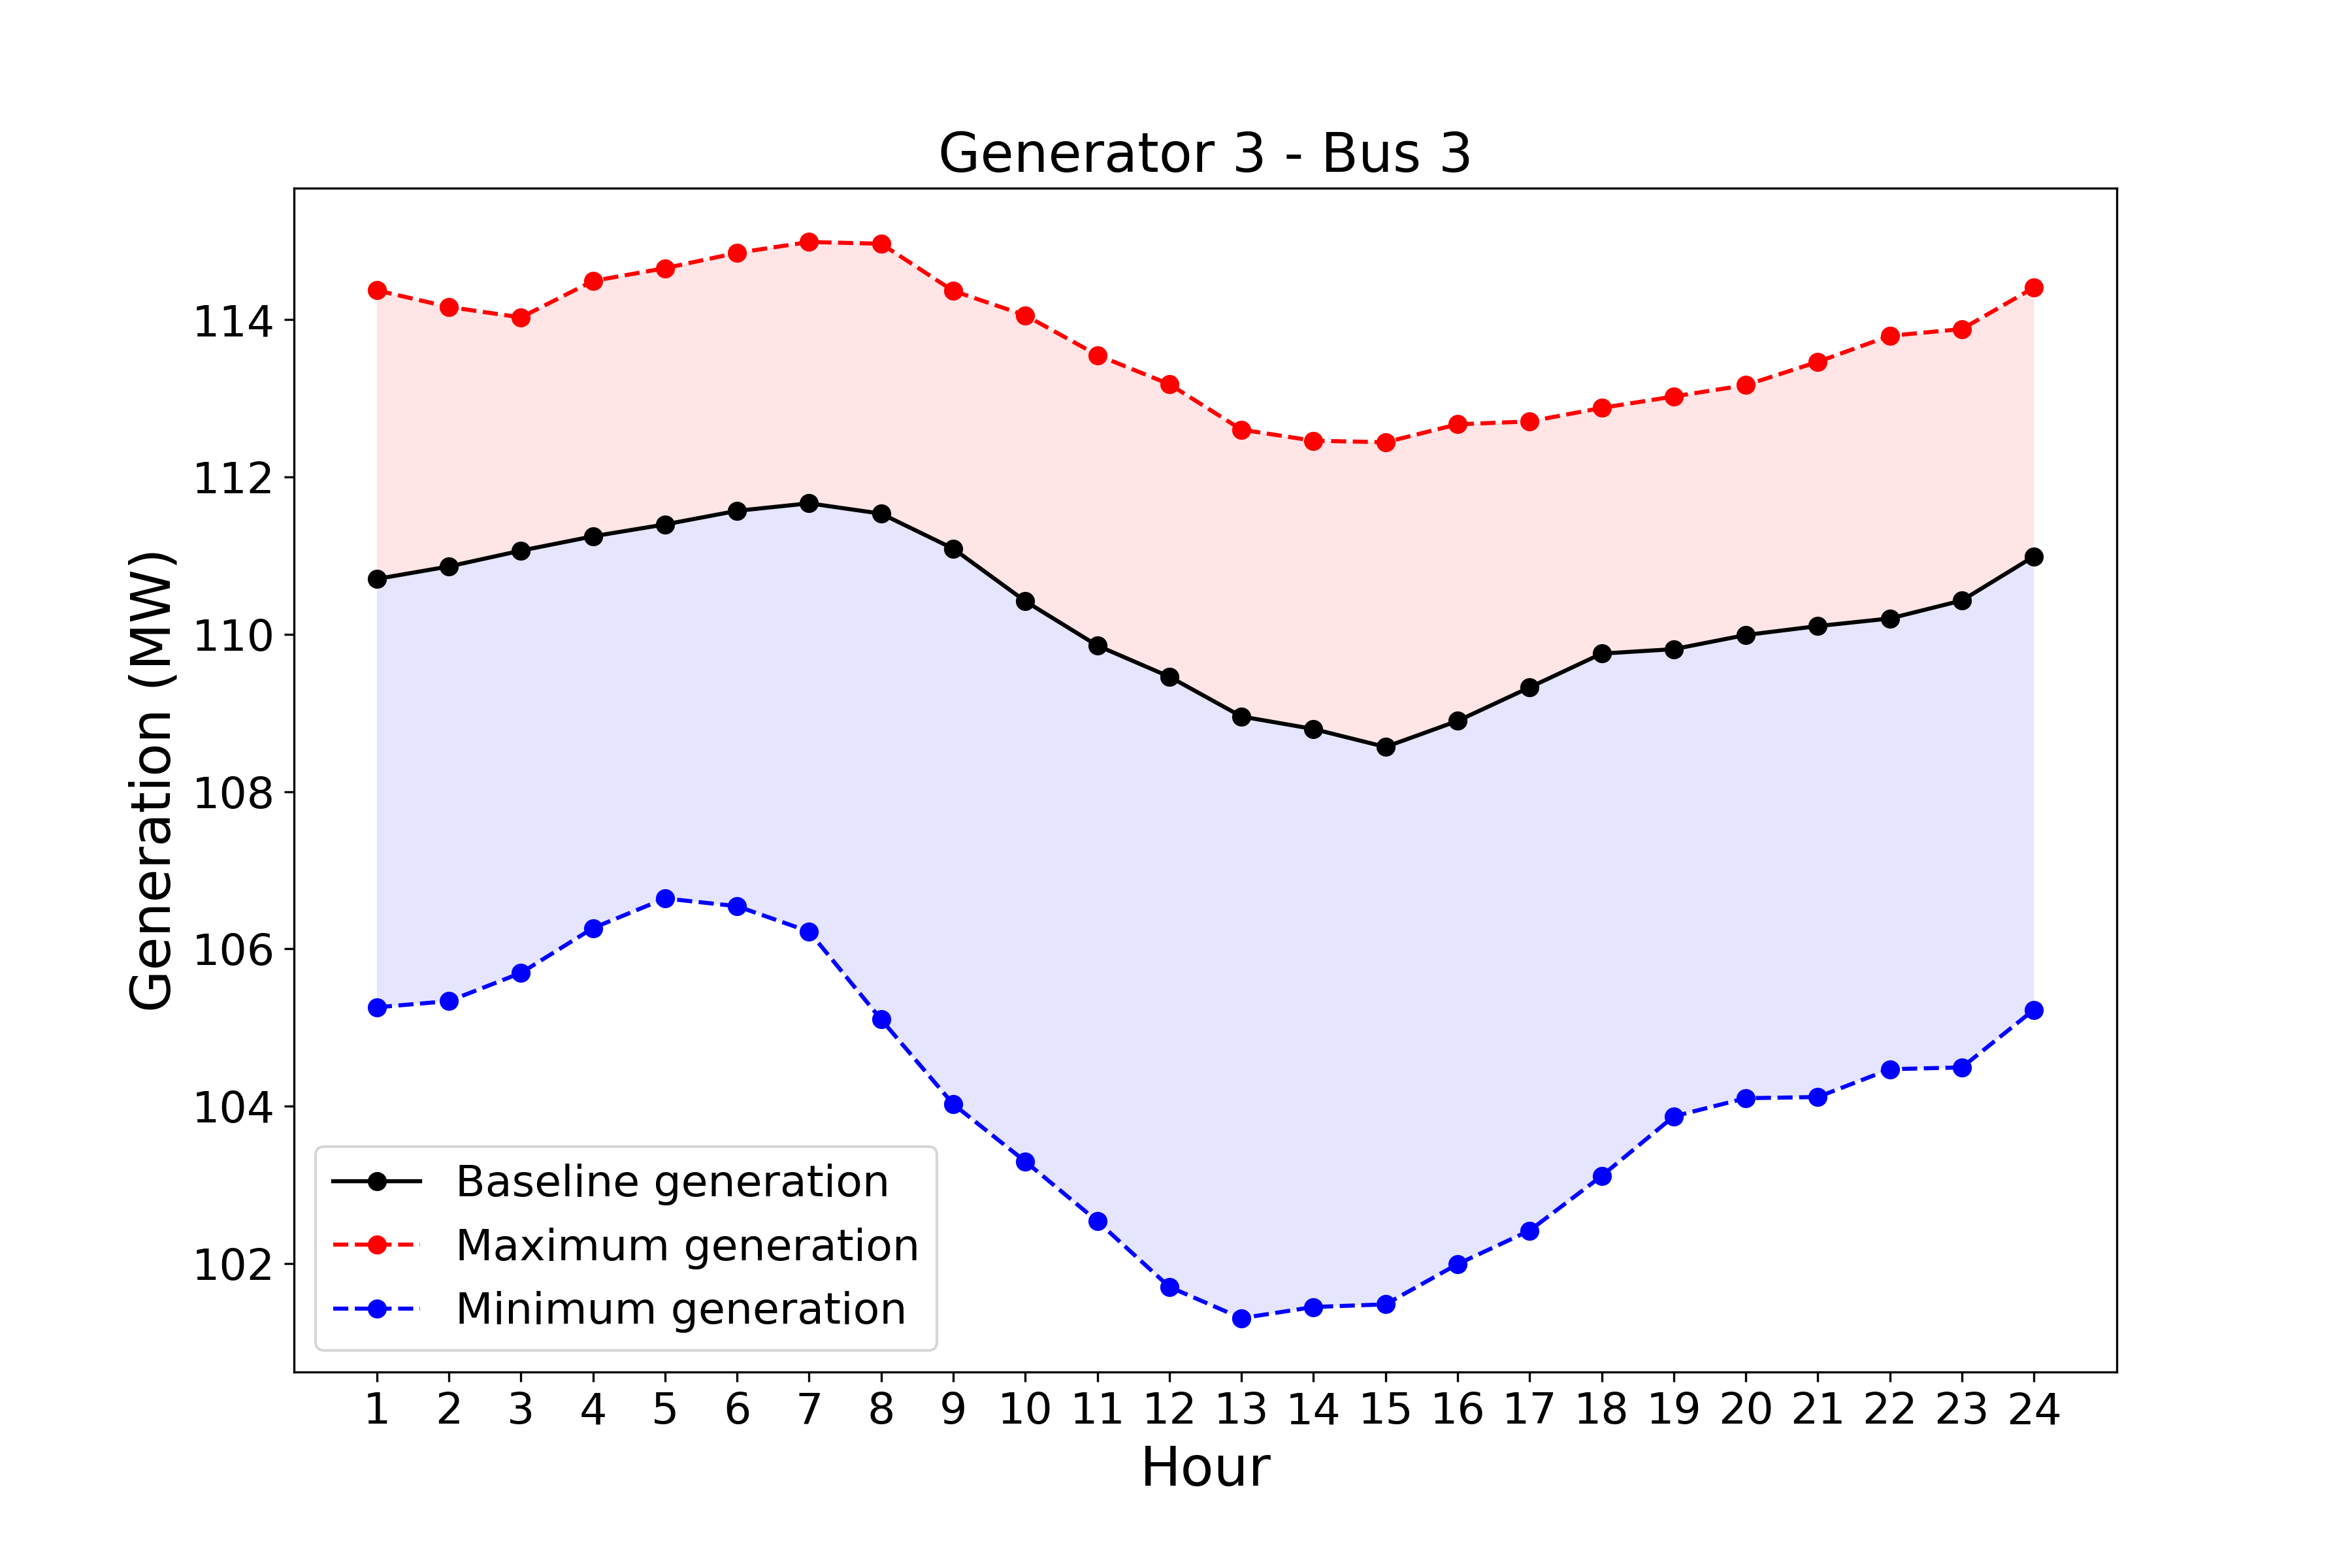 Generator 3 - Bus 3
Generation (MW)
114
112
110
108
106
104
102
Baseline generation
Maximum generation
Minimum generation
1 2 3 4 5 6 7 8 9 10 11 12 13 14 15 16 17 18 19 20 21 22 23 24
Hour